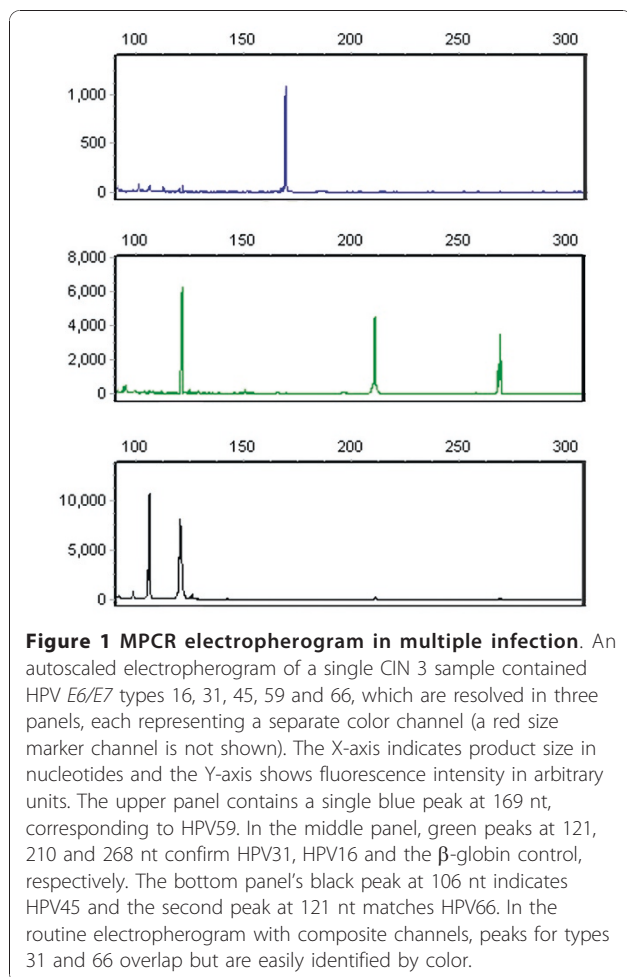 100 150 200 250 300
1,000
500
0
100 150 200 250 300
8,000
6,000
4,000
2,000
0
100 150 200 250 300
10,000
5,000
0
Figure 1 MPCR electropherogram in multiple infection. An
autoscaled electropherogram of a single CIN 3 sample contained
HPV E6/E7 types 16, 31, 45, 59 and 66, which are resolved in three
panels, each representing a separate color channel (a red size
marker channel is not shown). The X-axis indicates product size in
nucleotides and the Y-axis shows fluorescence intensity in arbitrary
units. The upper panel contains a single blue peak at 169 nt,
corresponding to HPV59. In the middle panel, green peaks at 121,
210 and 268 nt confirm HPV31, HPV16 and the β-globin control,
respectively. The bottom panel's black peak at 106 nt indicates
HPV45 and the second peak at 121 nt matches HPV66. In the
routine electropherogram with composite channels, peaks for types
31 and 66 overlap but are easily identified by color.